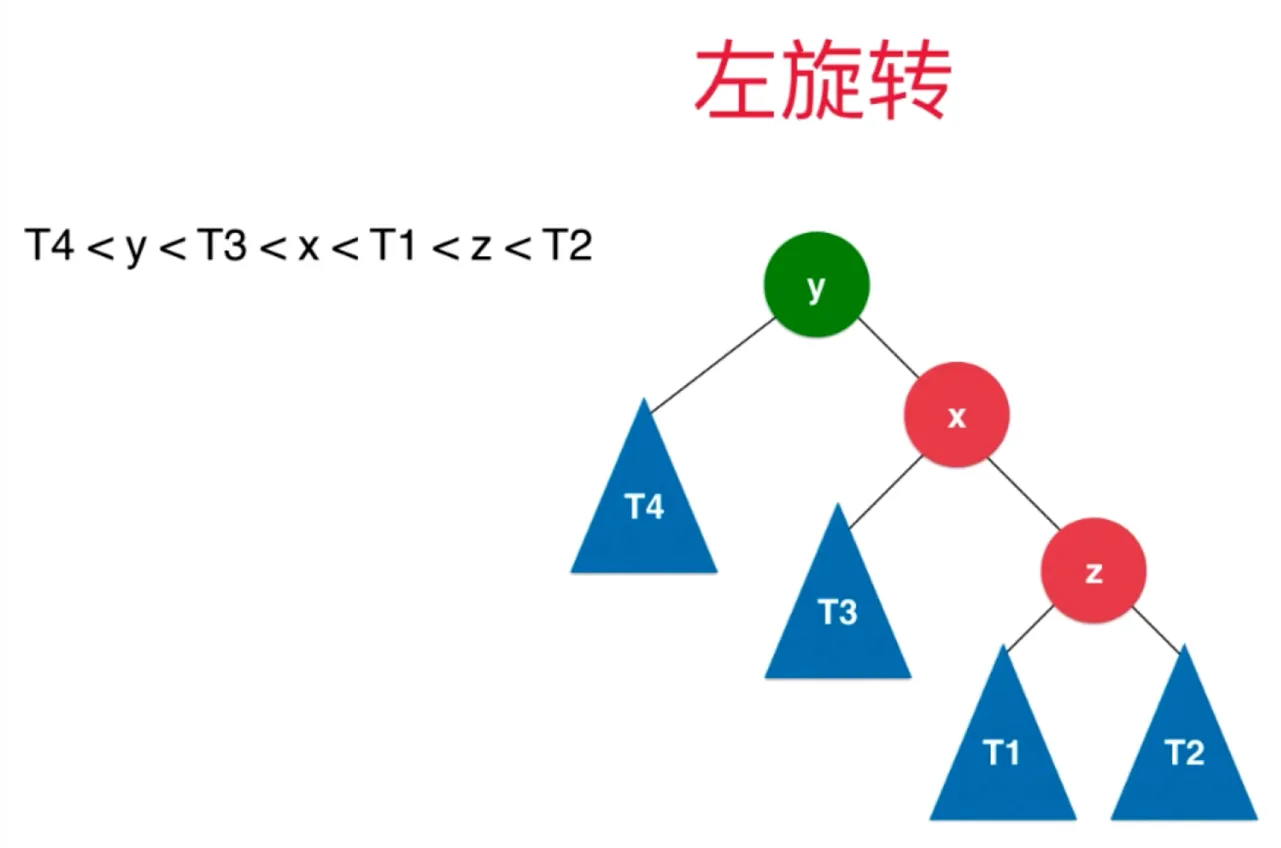 左旋转
T4 < y < T3 < x < T1 < z < T2
y
x
T4
z
T3
T1
T2